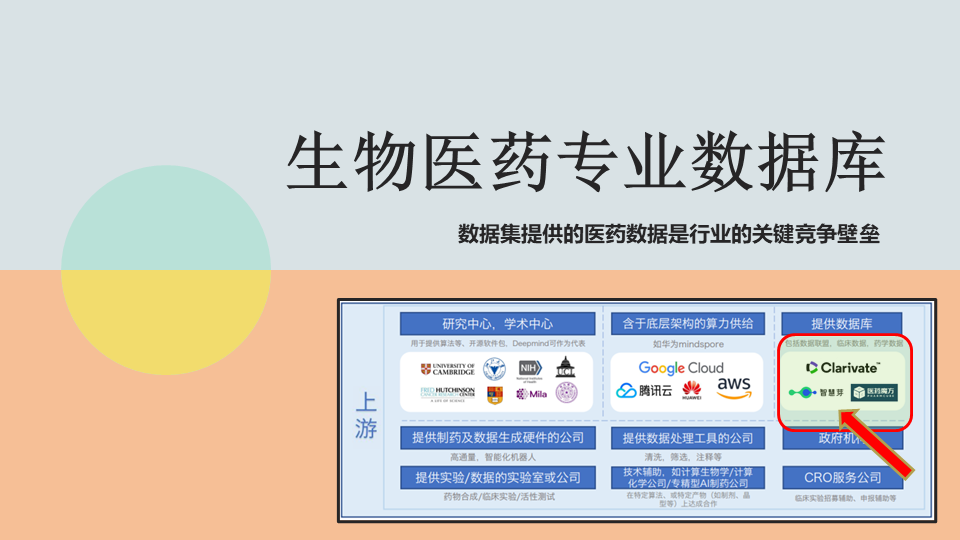 生物医药专业数据库
数据集提供的医药数据是行业的关键竞争壁垒
上游
研究中心，学术中心
用于提供算法等、开源软件包，Deepmind可作为代表
UNIVERSITY OF
CAMBRIDGE
NIH
FRED HUTCHINSON
CANCER RESEARCH CENTER
A LIFE OF SCIENCE
Mila
含于底层架构的算力供给
如华为mindspore
Google Cloud
腾讯云
HUAWEI
aws
提供数据库
包括数据联盟，临床数据，药学数据
Clarivate™
智慧芽
医药魔方
提供制药及数据生成硬件的公司
高通量，智能化机器人
提供数据处理工具的公司
清洗，筛选，注释等
政府机
提供实验/数据的实验室或公司
药物合成/临床实验/活性测试
技术辅助，如计算生物学/计算
化学公司/专精型AI制药公司
在特定算法、或特定产物（如制剂、晶
型等）上达成合作
CRO服务公司
临床实验招募辅助、申报辅助等